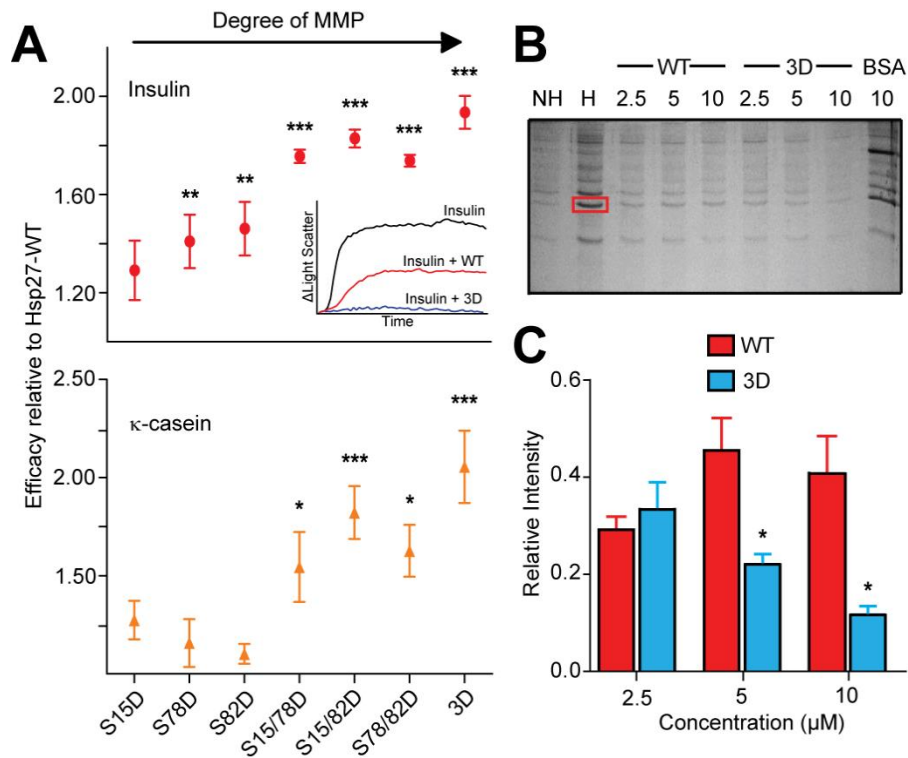 A
Degree of MMP
Insulin
2.00
1.60
1.20
***
**
**
***
***
***
***
Insulin
Insulin + WT
Insulin + 3D
ΔLight Scatter
Time
Efficacy relative to Hsp27-WT
κ-casein
2.50
2.00
1.50
*
***
*
***
S15D
S78D
S82D
S15/78D
S15/82D
S78/82D
3D
B
WT 3D BSA
NH H 2.5 5 10 2.5 5 10 10
C
WT
3D
Relative Intensity
0.6
0.4
0.2
0.0
*
*
2.5 5 10
Concentration (µM)